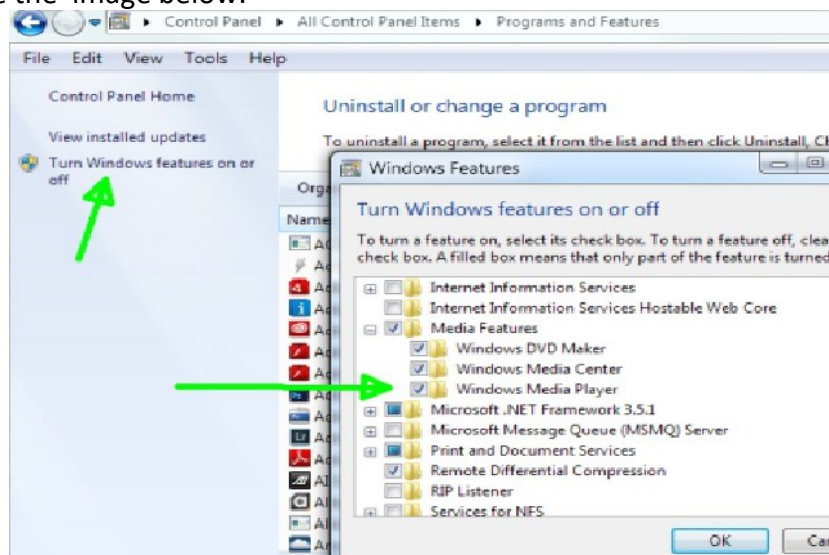 the image below:
Control Panel ▸ All Control Panel Items ▸ Programs and Features
File Edit View Tools Help
Control Panel Home
View installed updates
Turn Windows features on or
off
Uninstall or change a program
To uninstall a program, select it from the list and then click Uninstall, Ch
Orga
Name
Windows Features
Turn Windows features on or off
To turn a feature on, select its check box. To turn a feature off, clea
check box. A filled box means that only part of the feature is turned
Internet Information Services
Internet Information Services Hostable Web Core
Media Features
Windows DVD Maker
Windows Media Center
Windows Media Player
Microsoft .NET Framework 3.5.1
Microsoft Message Queue (MSMQ) Server
Print and Document Services
Remote Differential Compression
RIP Listener
Services for NFS
OK Ca